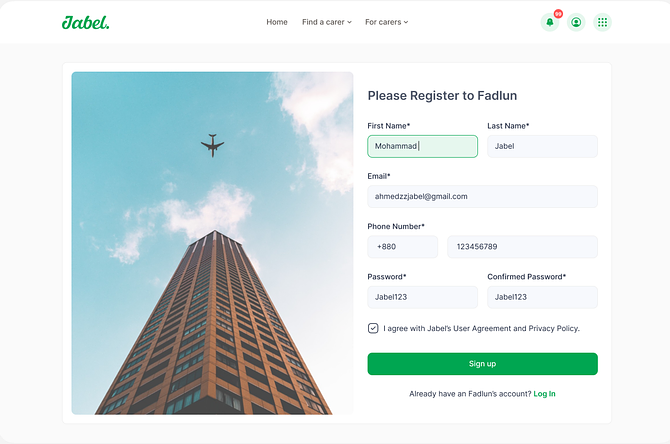 Jabel.
Home Find a carer For carers
Please Register to Fadlun
First Name* Last Name*
Mohammad Jabel
Email*
ahmedzzjabel@gmail.com
Phone Number*
+880 123456789
Password* Confirmed Password*
Jabel123 Jabel123
I agree with Jabel's User Agreement and Privacy Policy.
Sign up
Already have an Fadlun's account? Log In